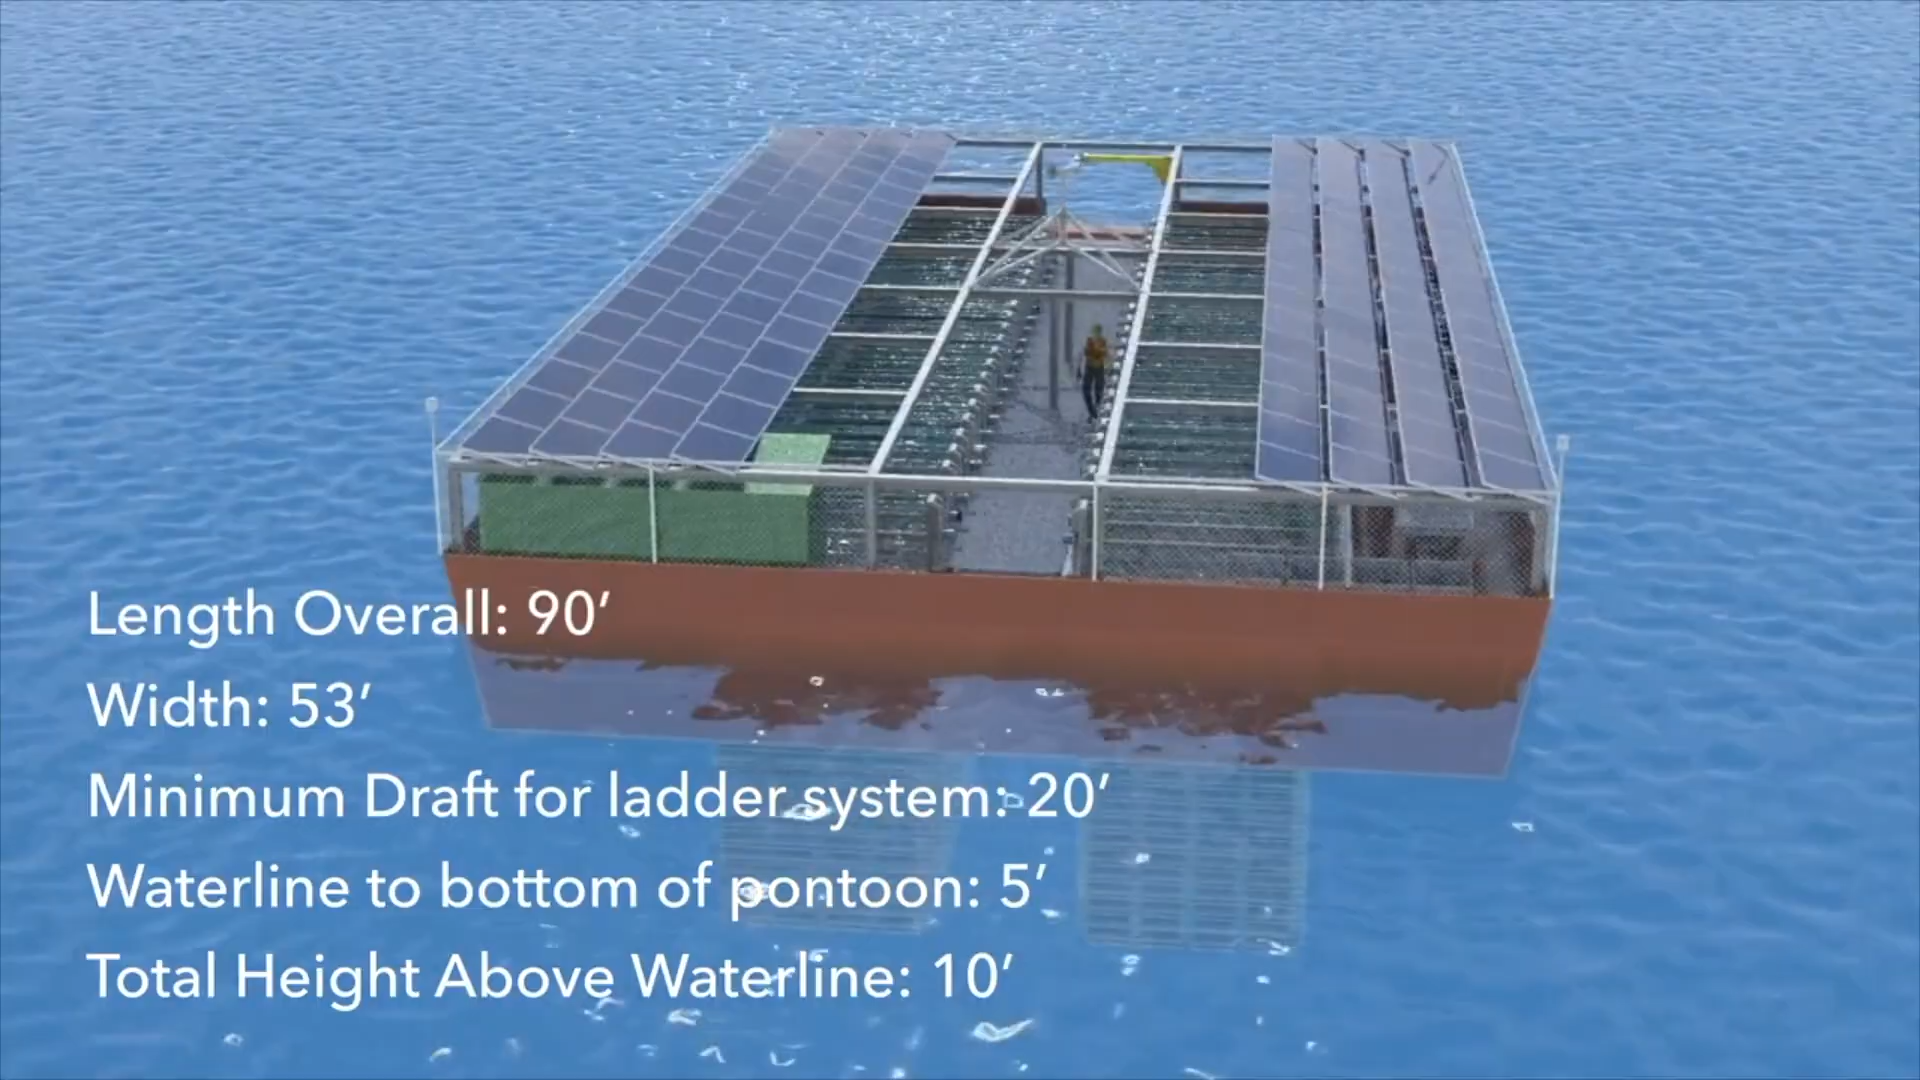 Length Overall: 90’
Width: 53’
Minimum Draft for ladder system: 20’
Waterline to bottom of pontoon: 5’
Total Height Above Waterline: 10’